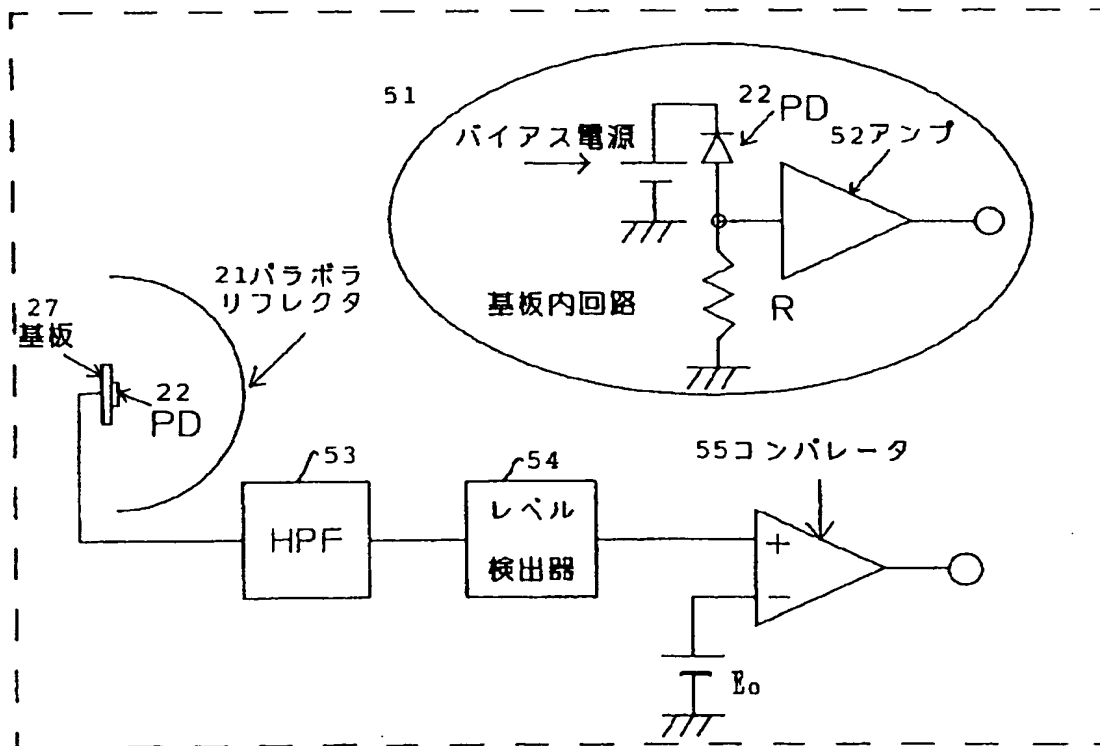 51
バイアス電源
22
PD
52アンプ
基板内回路
R
21パラボラ
リフレクタ
27
基板
22
PD
53
HPF
54
レベル
検出器
55コンパレータ
+
−
E₀